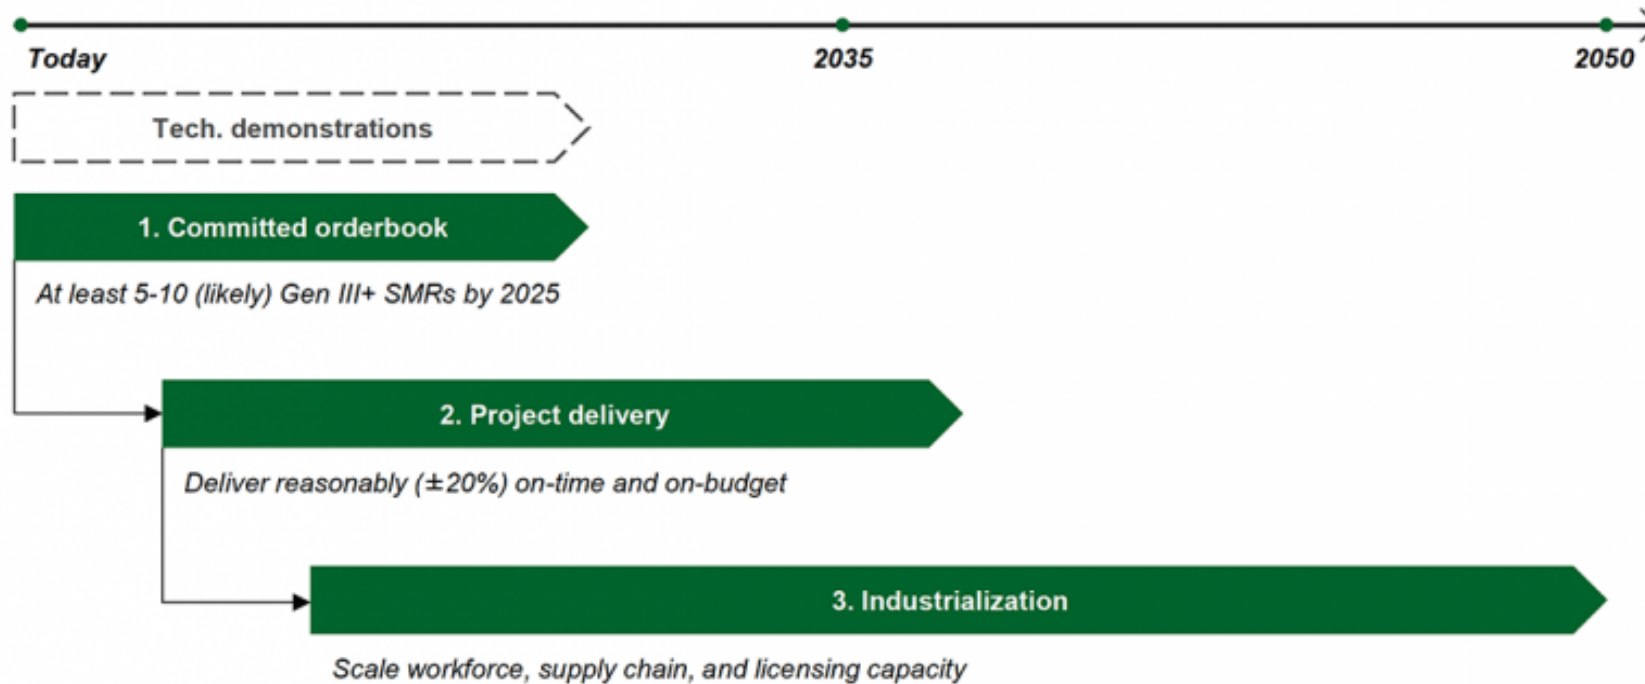 Today
2035
2050
Tech. demonstrations
1. Committed orderbook
At least 5-10 (likely) Gen III+ SMRs by 2025
2. Project delivery
Deliver reasonably (±20%) on-time and on-budget
3. Industrialization
Scale workforce, supply chain, and licensing capacity